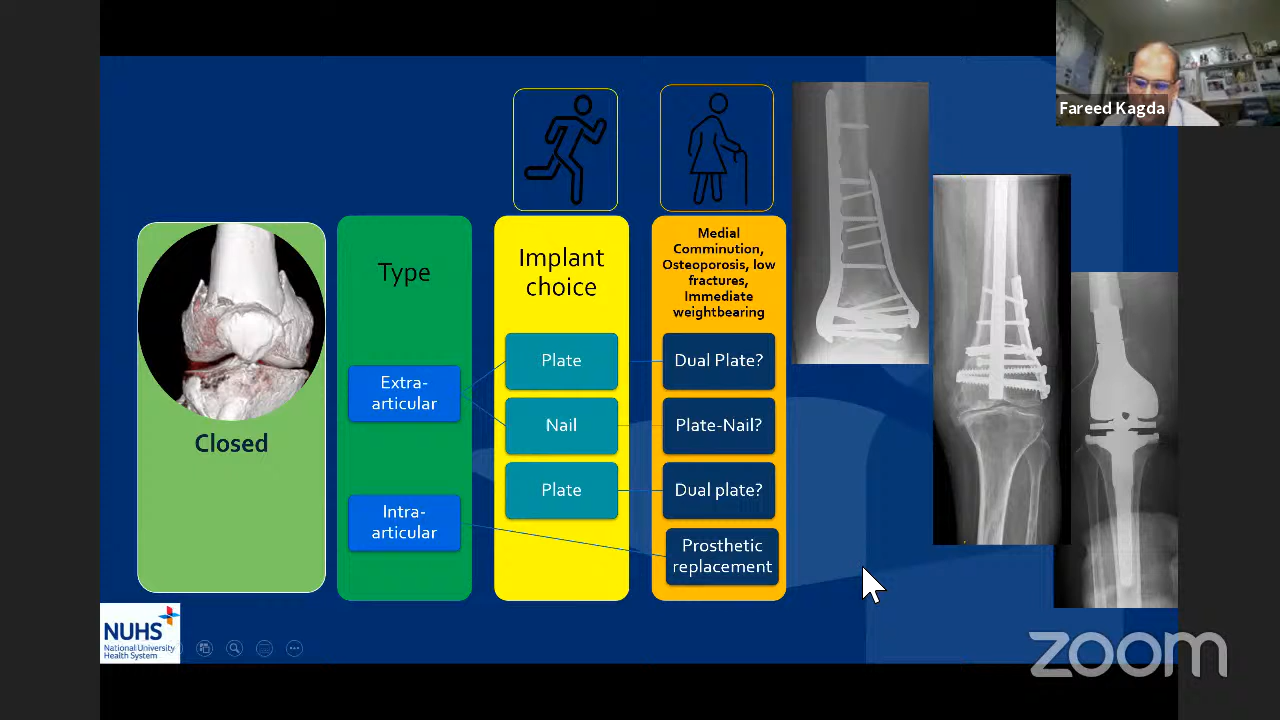 Fareed Kagda
Closed
Type
Extra-
articular
Intra-
articular
Implant
choice
Plate
Nail
Plate
Medial
Comminution,
Osteoporosis, low
fractures,
Immediate
weightbearing
Dual Plate?
Plate-Nail?
Dual plate?
Prosthetic
replacement
NUHS
National University
Health System
zoom